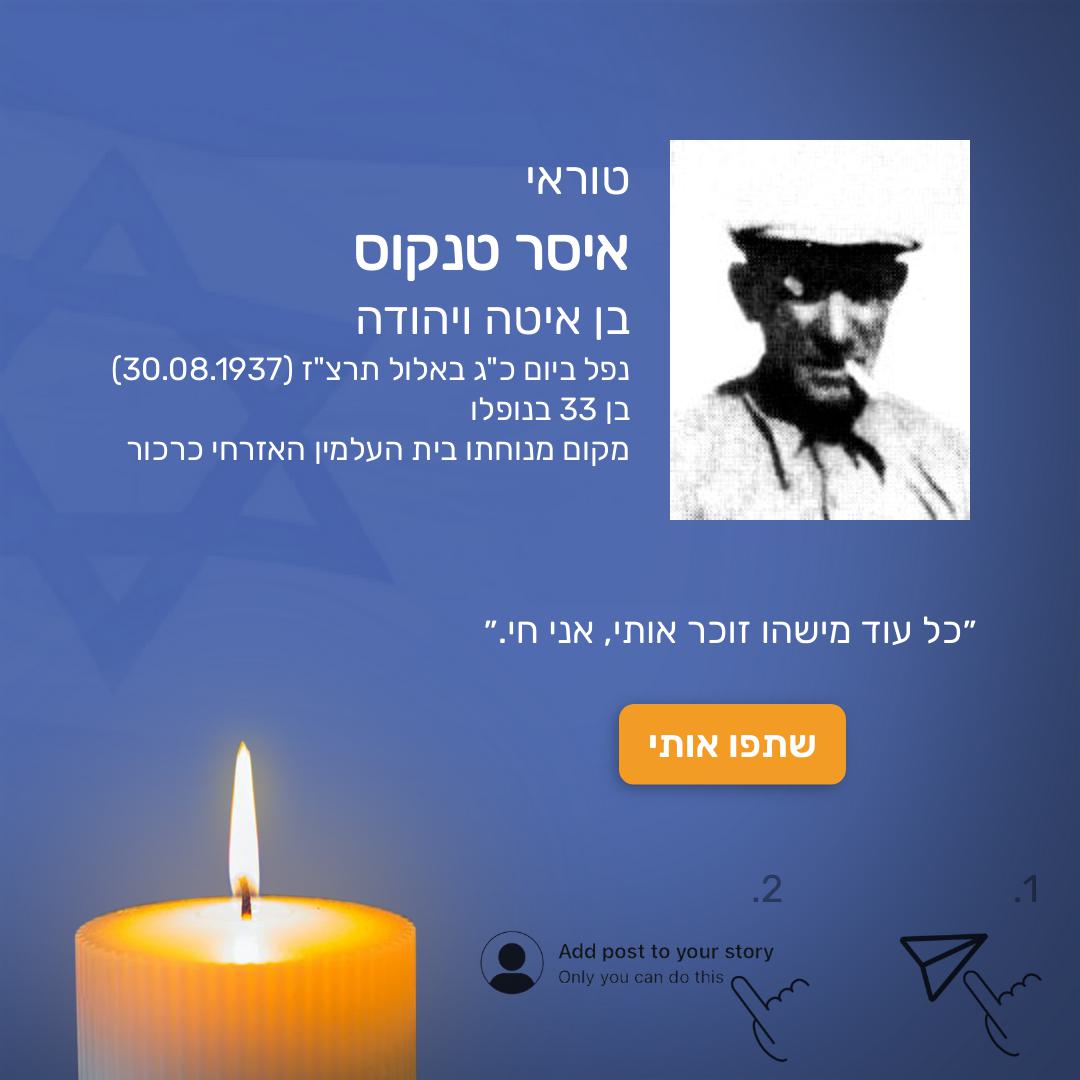 טוראי
איסר טנקוס
בן איטה ויהודה
נפל ביום כ"ג באלול תרצ"ז (30.08.1937)
בן 33 בנופלו
מקום מנוחתו בית העלמין האזרחי כרכור
״כל עוד מישהו זוכר אותי, אני חי.״
שתפו אותי
1.
2.
Add post to your story
Only you can do this